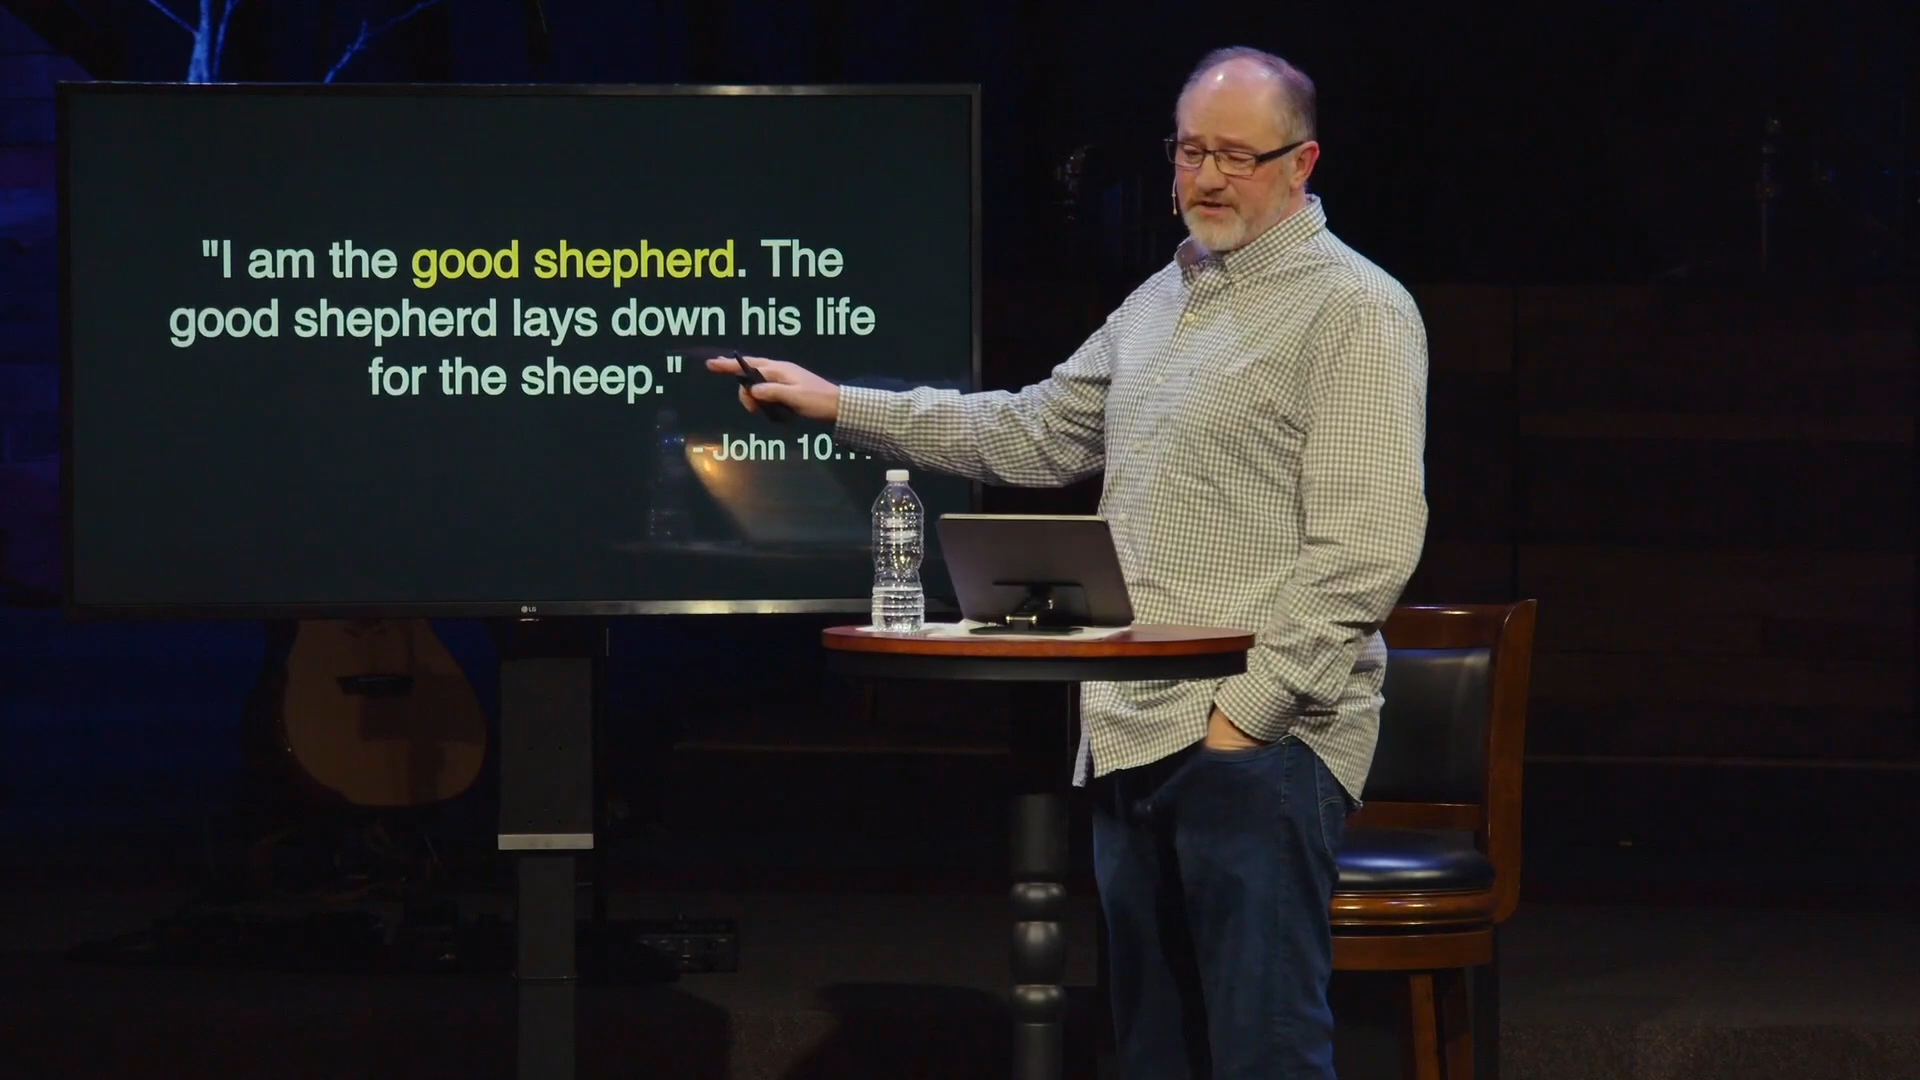 "I am the good shepherd. The
good shepherd lays down his life
for the sheep."
- John 10:
LG